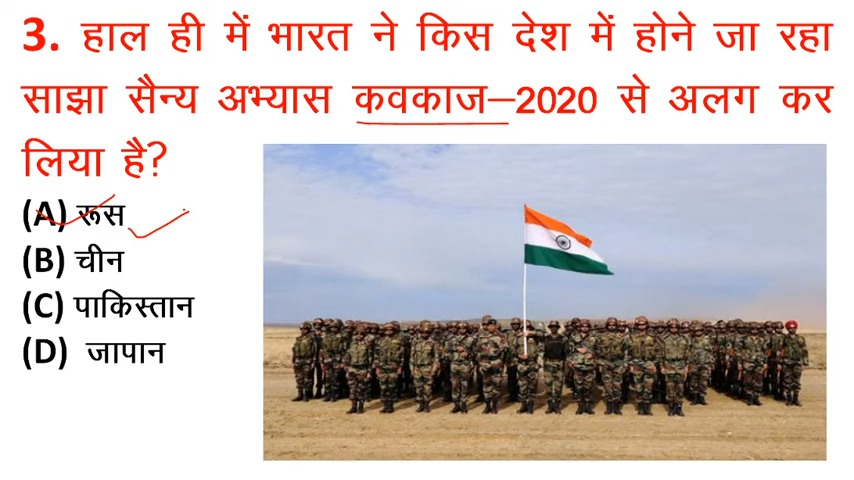 3. हाल ही में भारत ने किस देश में होने जा रहा
साझा सैन्य अभ्यास कवकाज–2020 से अलग कर
लिया है?
(A) रूस
(B) चीन
(C) पाकिस्तान
(D) जापान